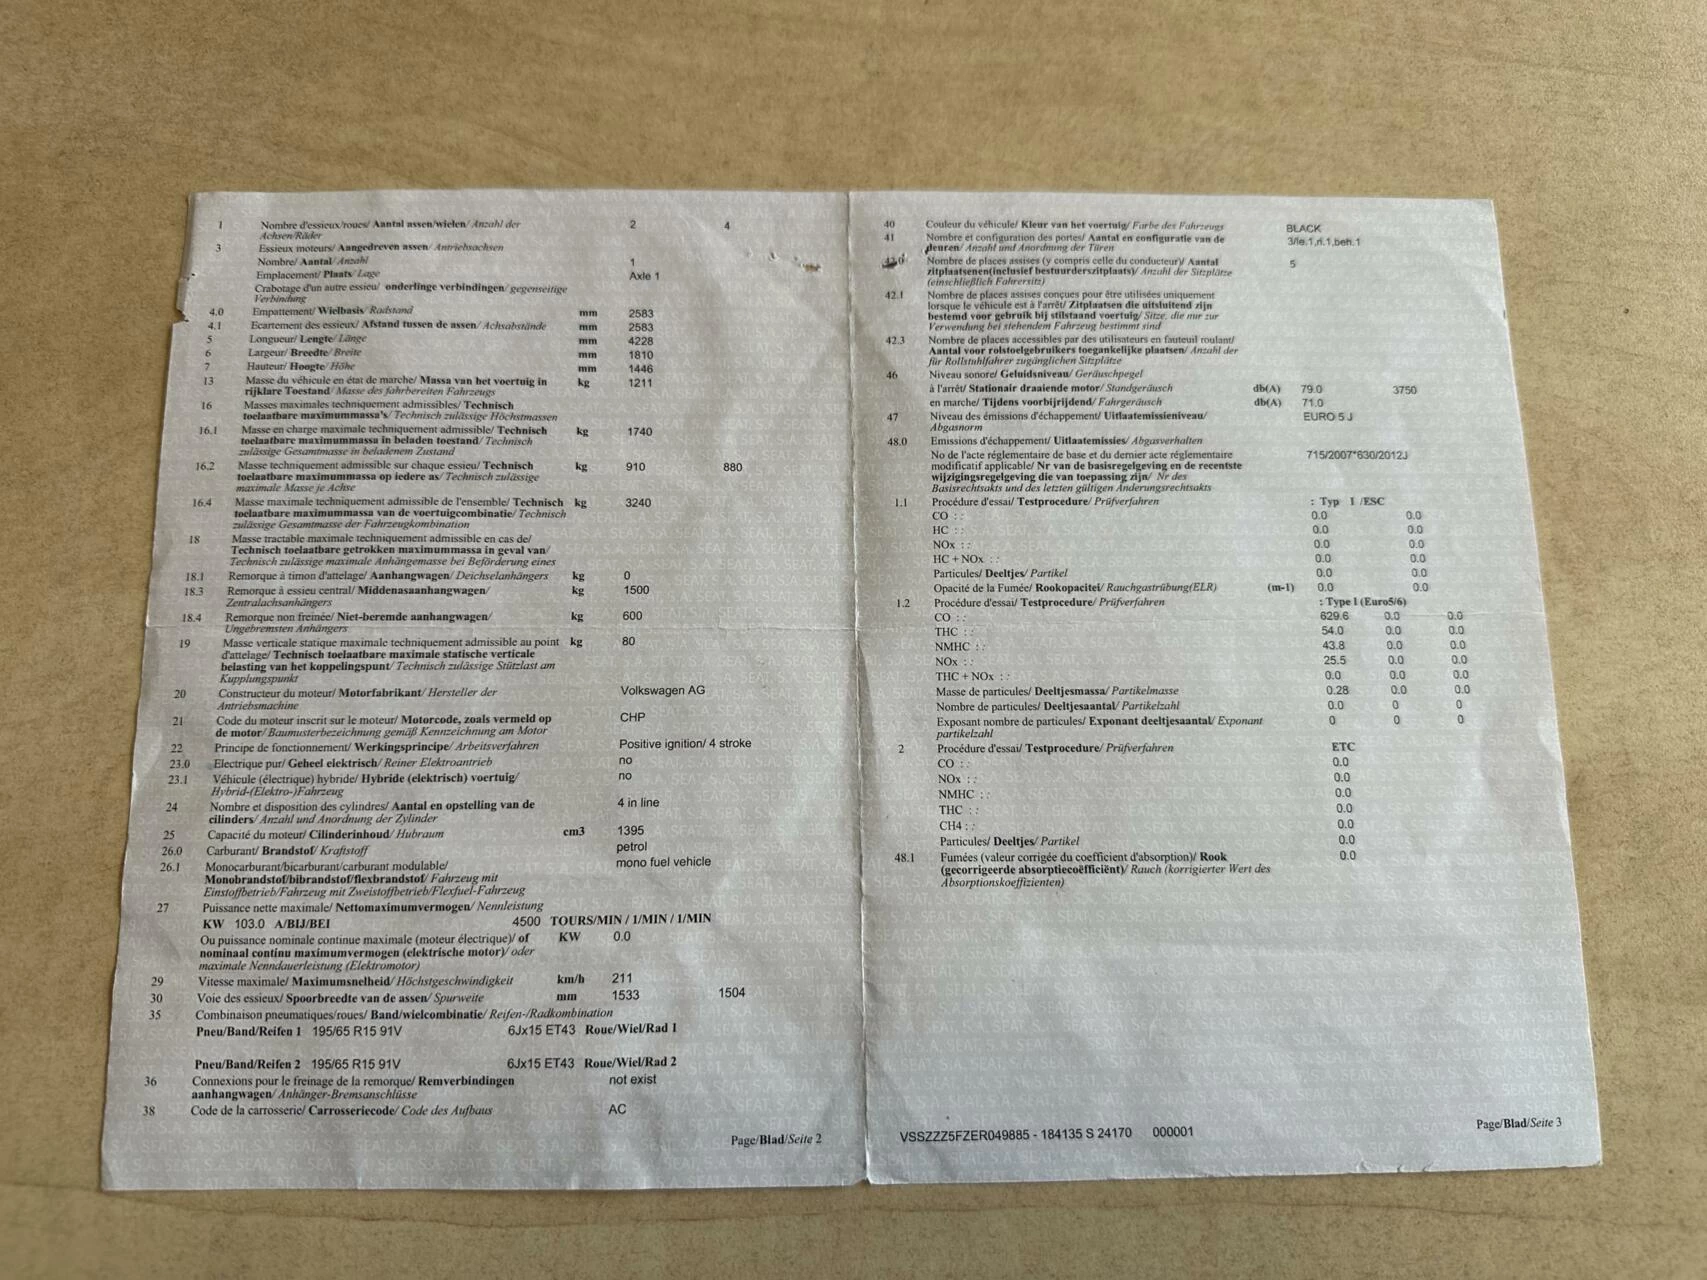 1 Nombre d'essieux/roues/ Aantal assen/wielen/ Anzahl der 2 4
Achsen/Räder
3 Essieux moteurs/ Aangedreven assen/ Antriebsachsen
Nombre/ Aantal/ Anzahl 1
Emplacement/ Plaats/ Lage Axle 1
Crabotage d'un autre essieu/ onderlinge verbindingen/ gegenseitige
Verbindung
4.0 Empattement/ Wielbasis/ Radstand mm 2583
4.1 Ecartement des essieux/ Afstand tussen de assen/ Achsabstände mm 2583
5 Longueur/ Lengte/ Länge mm 4228
6 Largeur/ Breedte/ Breite mm 1810
7 Hauteur/ Hoogte/ Höhe mm 1446
13 Masse du véhicule en état de marche/ Massa van het voertuig in kg 1211
rijklare Toestand/ Masse des fahrbereiten Fahrzeugs
16 Masses maximales techniquement admissibles/ Technisch
toelaatbare maximummassa's/ Technisch zulässige Höchstmassen
16.1 Masse en charge maximale techniquement admissible/ Technisch kg 1740
toelaatbare maximummassa in beladen toestand/ Technisch
zulässige Gesamtmasse in beladenem Zustand
16.2 Masse techniquement admissible sur chaque essieu/ Technisch kg 910 880
toelaatbare maximummassa op iedere as/ Technisch zulässige
maximale Masse je Achse
16.4 Masse maximale techniquement admissible de l'ensemble/ Technisch kg 3240
toelaatbare maximummassa van de voertuigcombinatie/ Technisch
zulässige Gesamtmasse der Fahrzeugkombination
18 Masse tractable maximale techniquement admissible en cas de/
Technisch toelaatbare getrokken maximummassa in geval van/
Technisch zulässige maximale Anhängemasse bei Beförderung eines
18.1 Remorque à timon d'attelage/ Aanhangwagen/ Deichselanhängers kg 0
18.3 Remorque à essieu central/ Middenasaanhangwagen/ kg 1500
Zentralachsanhängers
18.4 Remorque non freinée/ Niet-beremde aanhangwagen/ kg 600
Ungebremsten Anhängers
19 Masse verticale statique maximale techniquement admissible au point kg 80
d'attelage/ Technisch toelaatbare maximale statische verticale
belasting van het koppelingspunt/ Technisch zulässige Stützlast am
Kupplungspunkt
20 Constructeur du moteur/ Motorfabrikant/ Hersteller der Volkswagen AG
Antriebsmachine
21 Code du moteur inscrit sur le moteur/ Motorcode, zoals vermeld op CHP
de motor/ Baumusterbezeichnung gemäß Kennzeichnung am Motor
22 Principe de fonctionnement/ Werkingsprincipe/ Arbeitsverfahren Positive ignition/ 4 stroke
23.0 Electrique pur/ Geheel elektrisch/ Reiner Elektroantrieb no
23.1 Véhicule (électrique) hybride/ Hybride (elektrisch) voertuig/ no
Hybrid-(Elektro-)Fahrzeug
24 Nombre et disposition des cylindres/ Aantal en opstelling van de 4 in line
cilinders/ Anzahl und Anordnung der Zylinder
25 Capacité du moteur/ Cilinderinhoud/ Hubraum cm3 1395
26.0 Carburant/ Brandstof/ Kraftstoff petrol
26.1 Monocarburant/bicarburant/carburant modulable/ mono fuel vehicle
Monobrandstof/bibrandstof/flexbrandstof/ Fahrzeug mit
Einstoffbetrieb/Fahrzeug mit Zweistoffbetrieb/Flexfuel-Fahrzeug
27 Puissance nette maximale/ Nettomaximumvermogen/ Nennleistung
KW 103.0 A/BIJ/BEI 4500 TOURS/MIN / 1/MIN / 1/MIN
Ou puissance nominale continue maximale (moteur électrique)/ of KW 0.0
nominaal continu maximumvermogen (elektrische motor)/ oder
maximale Nenndauerleistung (Elektromotor)
29 Vitesse maximale/ Maximumsnelheid/ Höchstgeschwindigkeit km/h 211
30 Voie des essieux/ Spoorbreedte van de assen/ Spurweite mm 1533 1504
35 Combinaison pneumatiques/roues/ Band/wielcombinatie/ Reifen-/Radkombination
Pneu/Band/Reifen 1 195/65 R15 91V 6Jx15 ET43 Roue/Wiel/Rad 1
Pneu/Band/Reifen 2 195/65 R15 91V 6Jx15 ET43 Roue/Wiel/Rad 2
36 Connexions pour le freinage de la remorque/ Remverbindingen not exist
aanhangwagen/ Anhänger-Bremsanschlüsse
38 Code de la carrosserie/ Carrosseriecode/ Code des Aufbaus AC
Page/Blad/Seite 2
40 Couleur du véhicule/ Kleur van het voertuig/ Farbe des Fahrzeugs BLACK
41 Nombre et configuration des portes/ Aantal en configuratie van de 3/le.1,ri.1,beh.1
deuren/ Anzahl und Anordnung der Türen
Nombre de places assises (y compris celle du conducteur)/ Aantal 5
zitplaatsenen(inclusief bestuurderszitplaats)/ Anzahl der Sitzplätze
(einschließlich Fahrersitz)
42.1 Nombre de places assises conçues pour être utilisées uniquement
lorsque le véhicule est à l'arrêt/ Zitplaatsen die uitsluitend zijn
bestemd voor gebruik bij stilstaand voertuig/ Sitze, die nur zur
Verwendung bei stehendem Fahrzeug bestimmt sind
42.3 Nombre de places accessibles par des utilisateurs en fauteuil roulant/
Aantal voor rolstoelgebruikers toegankelijke plaatsen/ Anzahl der
für Rollstuhlfahrer zugänglichen Sitzplätze
46 Niveau sonore/ Geluidsniveau/ Geräuschpegel
à l'arrêt/ Stationair draaiende motor/ Standgeräusch db(A) 79.0 3750
en marche/ Tijdens voorbijrijdend/ Fahrgeräusch db(A) 71.0
47 Niveau des émissions d'échappement/ Uitlaatemissieniveau/ EURO 5 J
Abgasnorm
48.0 Emissions d'échappement/ Uitlaatemissies/ Abgasverhalten
No de l'acte réglementaire de base et du dernier acte réglementaire 715/2007*630/2012J
modificatif applicable/ Nr van de basisregelgeving en de recentste
wijzigingsregelgeving die van toepassing zijn/ Nr des
Basisrechtsakts und des letzten gültigen Änderungsrechtsakts
1.1 Procédure d'essai/ Testprocedure/ Prüfverfahren : Typ 1 /ESC
CO : : 0.0 0.0
HC : : 0.0 0.0
NOx : : 0.0 0.0
HC + NOx : : 0.0 0.0
Particules/ Deeltjes/ Partikel 0.0 0.0
Opacité de la Fumée/ Rookopacitei/ Rauchgastrübung(ELR) (m-1) 0.0 0.0
1.2 Procédure d'essai/ Testprocedure/ Prüfverfahren : Type I (Euro5/6)
CO : : 629.6 0.0 0.0
THC : : 54.0 0.0 0.0
NMHC : : 43.8 0.0 0.0
NOx : : 25.5 0.0 0.0
THC + NOx : : 0.0 0.0 0.0
Masse de particules/ Deeltjesmassa/ Partikelmasse 0.28 0.0 0.0
Nombre de particules/ Deeltjesaantal/ Partikelzahl 0.0 0 0
Exposant nombre de particules/ Exponant deeltjesaantal/ Exponant 0 0 0
partikelzahl
2 Procédure d'essai/ Testprocedure/ Prüfverfahren ETC
CO : : 0.0
NOx : : 0.0
NMHC : : 0.0
THC : : 0.0
CH4 : : 0.0
Particules/ Deeltjes/ Partikel 0.0
48.1 Fumées (valeur corrigée du coefficient d'absorption)/ Rook 0.0
(gecorrigeerde absorptiecoëfficiënt)/ Rauch (korrigierter Wert des
Absorptionskoeffizienten)
VSSZZZ5FZER049885 - 184135 S 24170 000001
Page/Blad/Seite 3